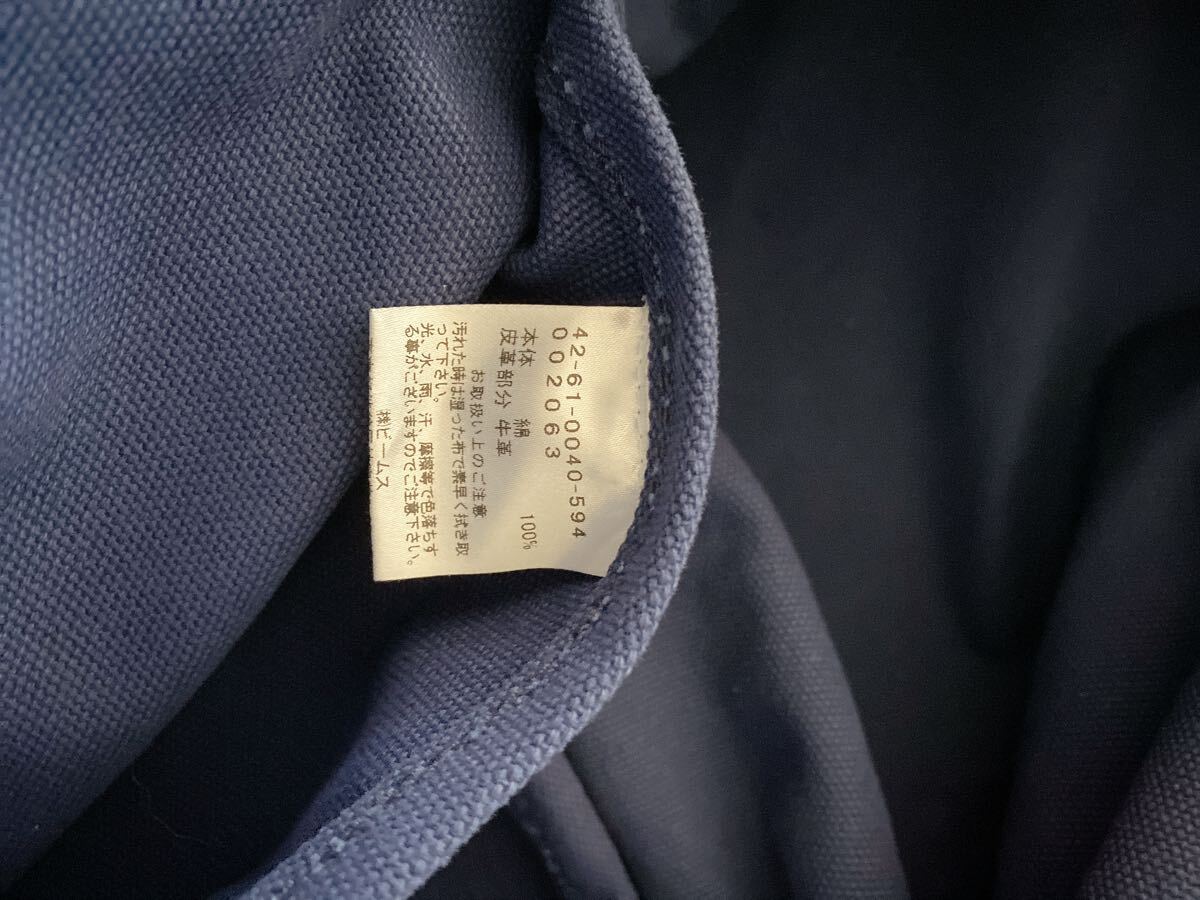 42-61-0040-594
00２０６３
本体　綿　100%
皮革部分 牛革
お取扱い上のご注意
汚れた時は湿った布で素早く拭き取
って下さい。
光、水、雨、汗、摩擦等で色落ちす
る事がございますのでご注意下さい。
㈱ビームス